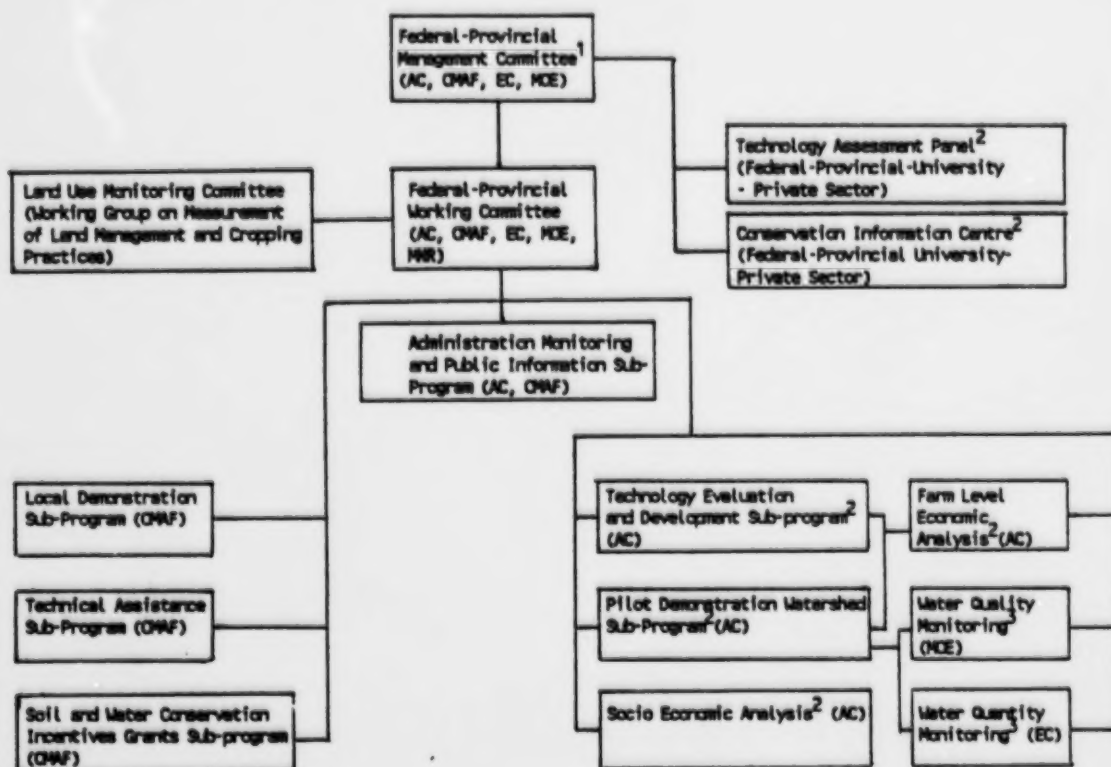 Federal-Provincial
Management Committee1
(AC, OMAF, EC, MOE)
Technology Assessment Panel2
(Federal-Provincial-University
- Private Sector)
Land Use Monitoring Committee
(Working Group on Measurement
of Land Management and Cropping
Practices)
Federal-Provincial
Working Committee
(AC, OMAF, EC, MOE,
MNR)
Conservation Information Centre2
(Federal-Provincial University-
Private Sector)
Administration Monitoring
and Public Information Sub-
Program (AC, OMAF)
Local Demonstration
Sub-Program (OMAF)
Technology Evaluation
and Development Sub-program2
(AC)
Farm Level
Economic
Analysis2 (AC)
Technical Assistance
Sub-Program (OMAF)
Pilot Demonstration Watershed
Sub-Program2 (AC)
Water Quality
Monitoring3
(MOE)
Soil and Water Conservation
Incentives Grants Sub-program
(OMAF)
Socio Economic Analysis2 (AC)
Water Quantity
Monitoring3 (EC)